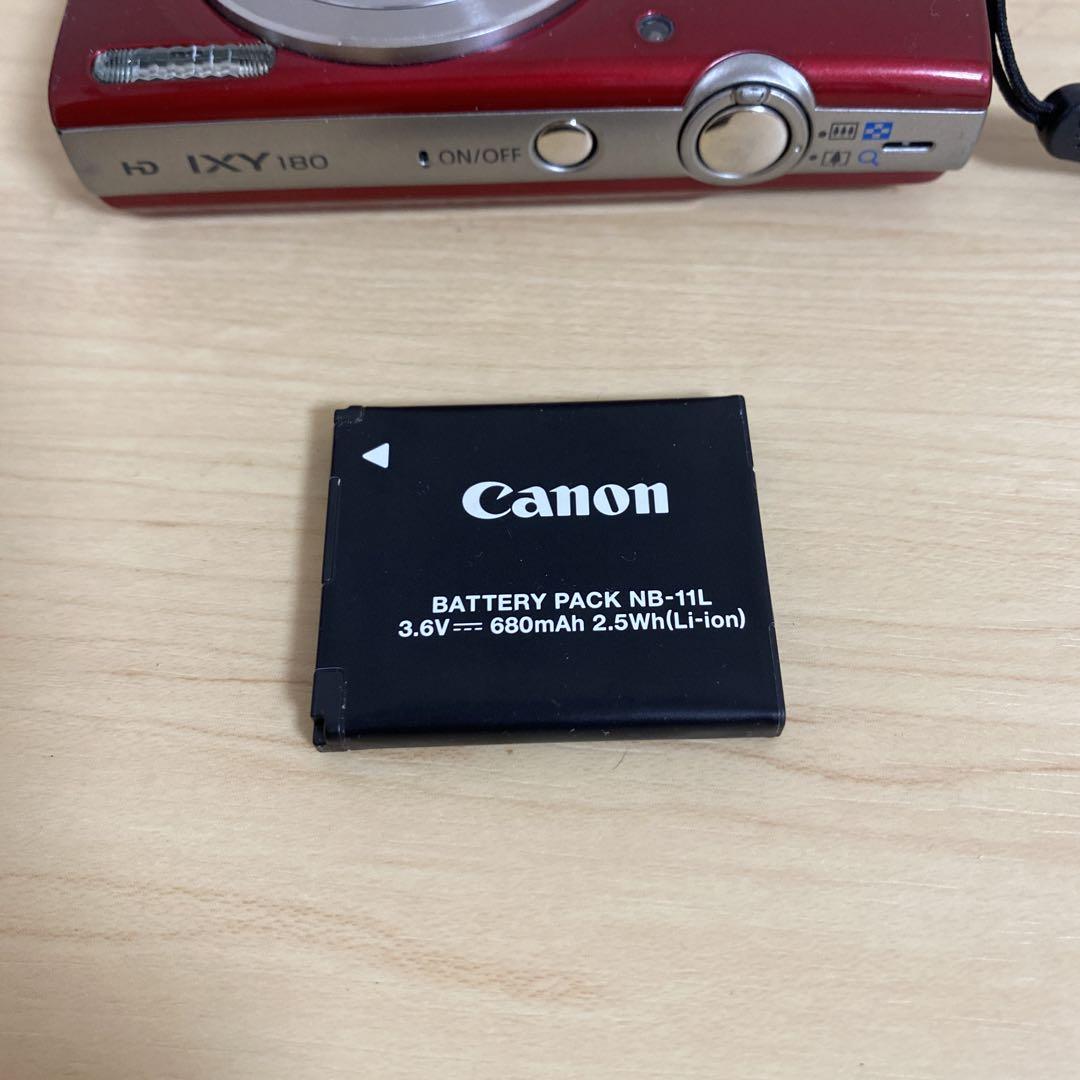 HD IXY 180 ON/OFF
Canon
BATTERY PACK NB-11L
3.6V⎓ 680mAh 2.5Wh(Li-ion)